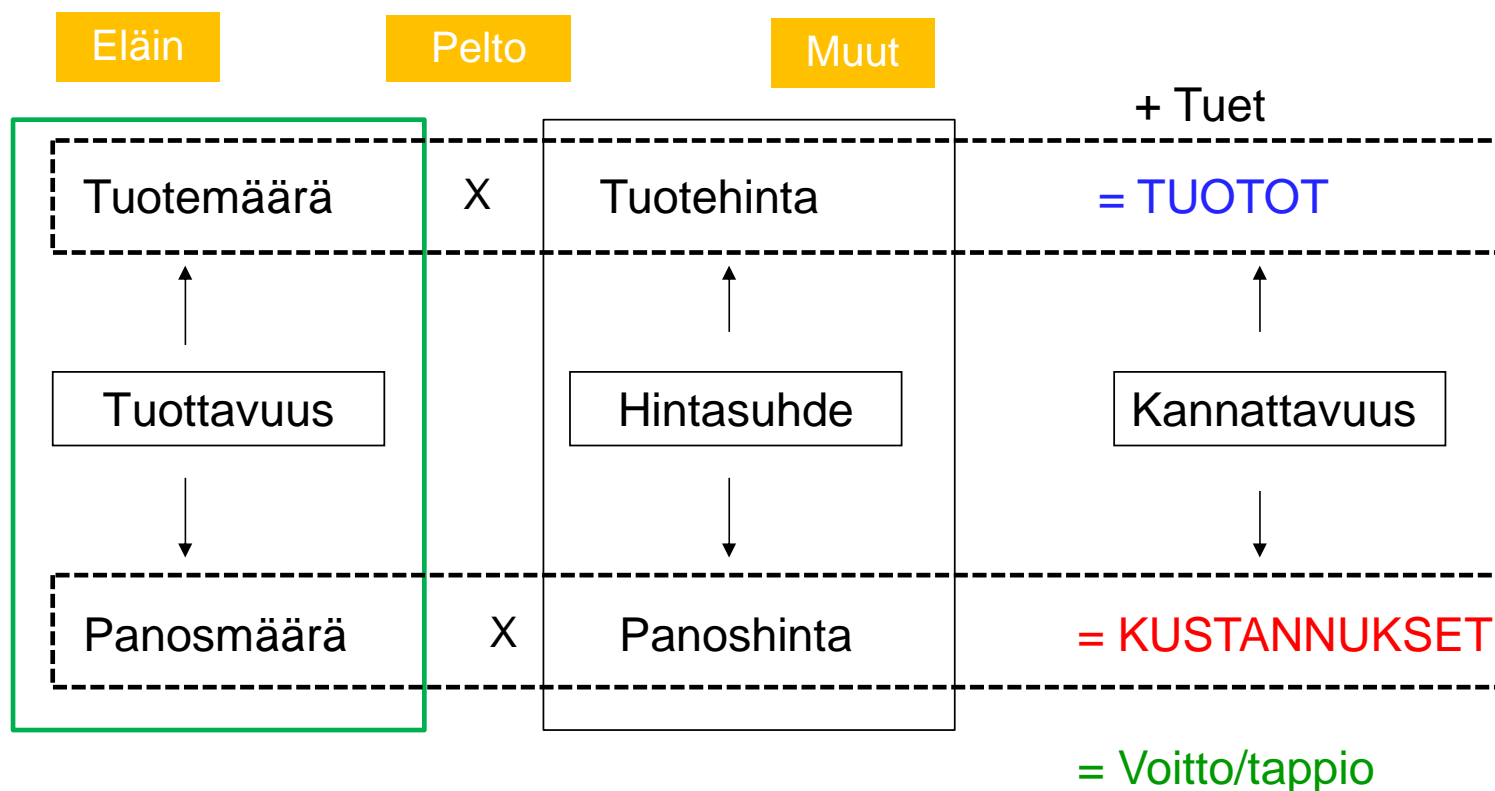 Eläin Pelto Muut
+ Tuet
Tuotemäärä X Tuotehinta = TUOTOT
Tuottavuus Hintasuhde Kannattavuus
Panosmäärä X Panoshinta = KUSTANNUKSET
= Voitto/tappio